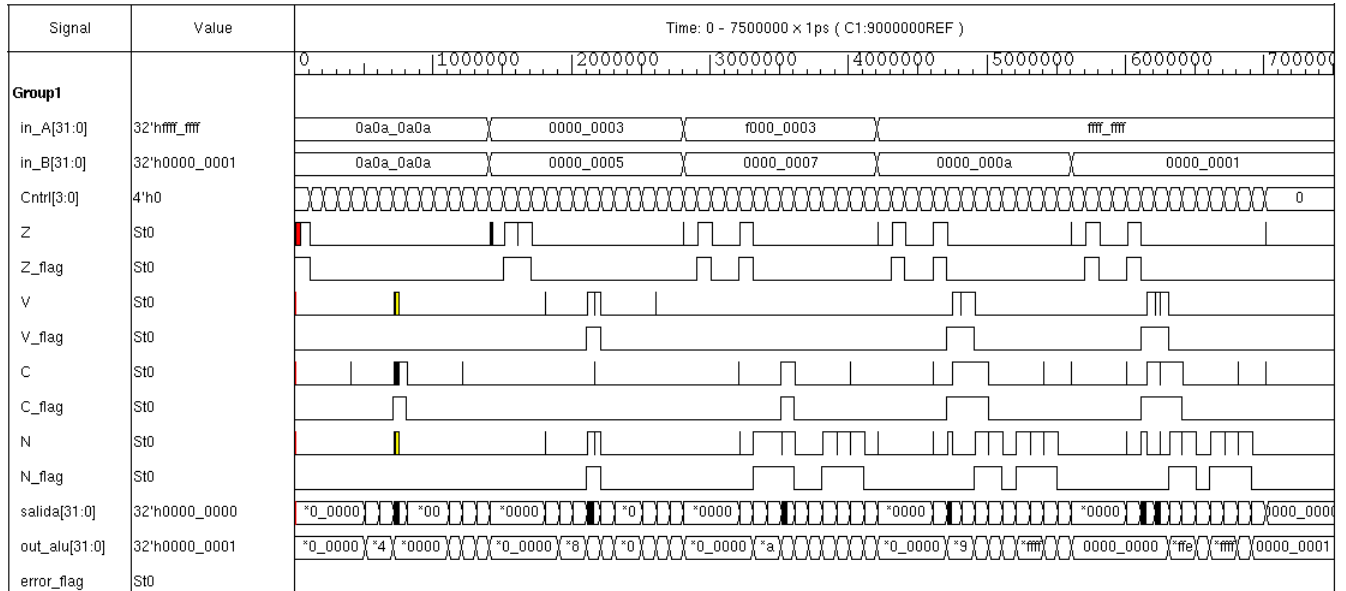 Signal Value Time: 0 - 7500000 x 1ps ( C1:9000000REF )
0 1000000 2000000 3000000 4000000 5000000 6000000 700000
Group1
in_A[31:0] 32'hffff_ffff 0a0a_0a0a 0000_0003 f000_0003 ffff_ffff
in_B[31:0] 32'h0000_0001 0a0a_0a0a 0000_0005 0000_0007 0000_000a 0000_0001
Cntrl[3:0] 4'h0 0
Z St0
Z_flag St0
V St0
V_flag St0
C St0
C_flag St0
N St0
N_flag St0
salida[31:0] 32'h0000_0000 *0_0000 *00 *0000 *0 *0000 *0000 *0000 0000_0000
out_alu[31:0] 32'h0000_0001 *0_0000 *4 *0000 *0_0000 *8 *0 *0_0000 *a *0_0000 *9 *ffff 0000_0000 *ffe *ffff 0000_0001
error_flag St0